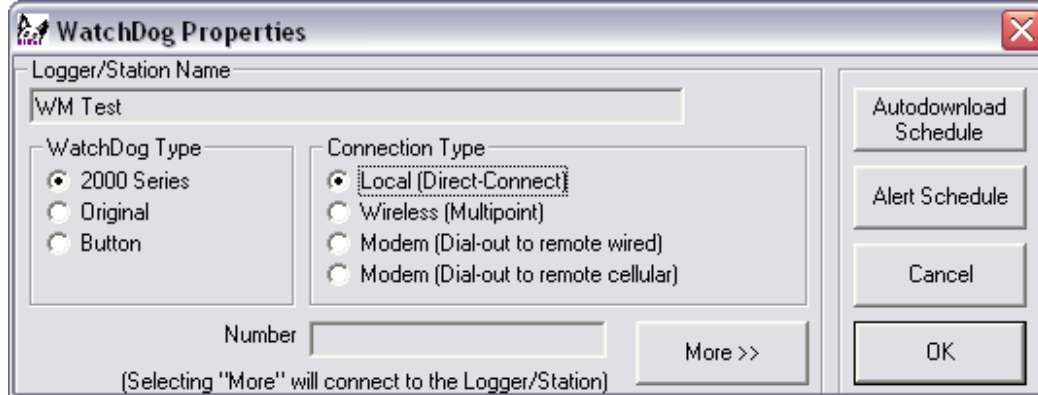 WatchDog Properties
Logger/Station Name
WM Test
WatchDog Type
2000 Series
Original
Button
Connection Type
Local (Direct-Connect)
Wireless (Multipoint)
Modem (Dial-out to remote wired)
Modem (Dial-out to remote cellular)
Number
More >>
(Selecting "More" will connect to the Logger/Station)
Autodownload
Schedule
Alert Schedule
Cancel
OK